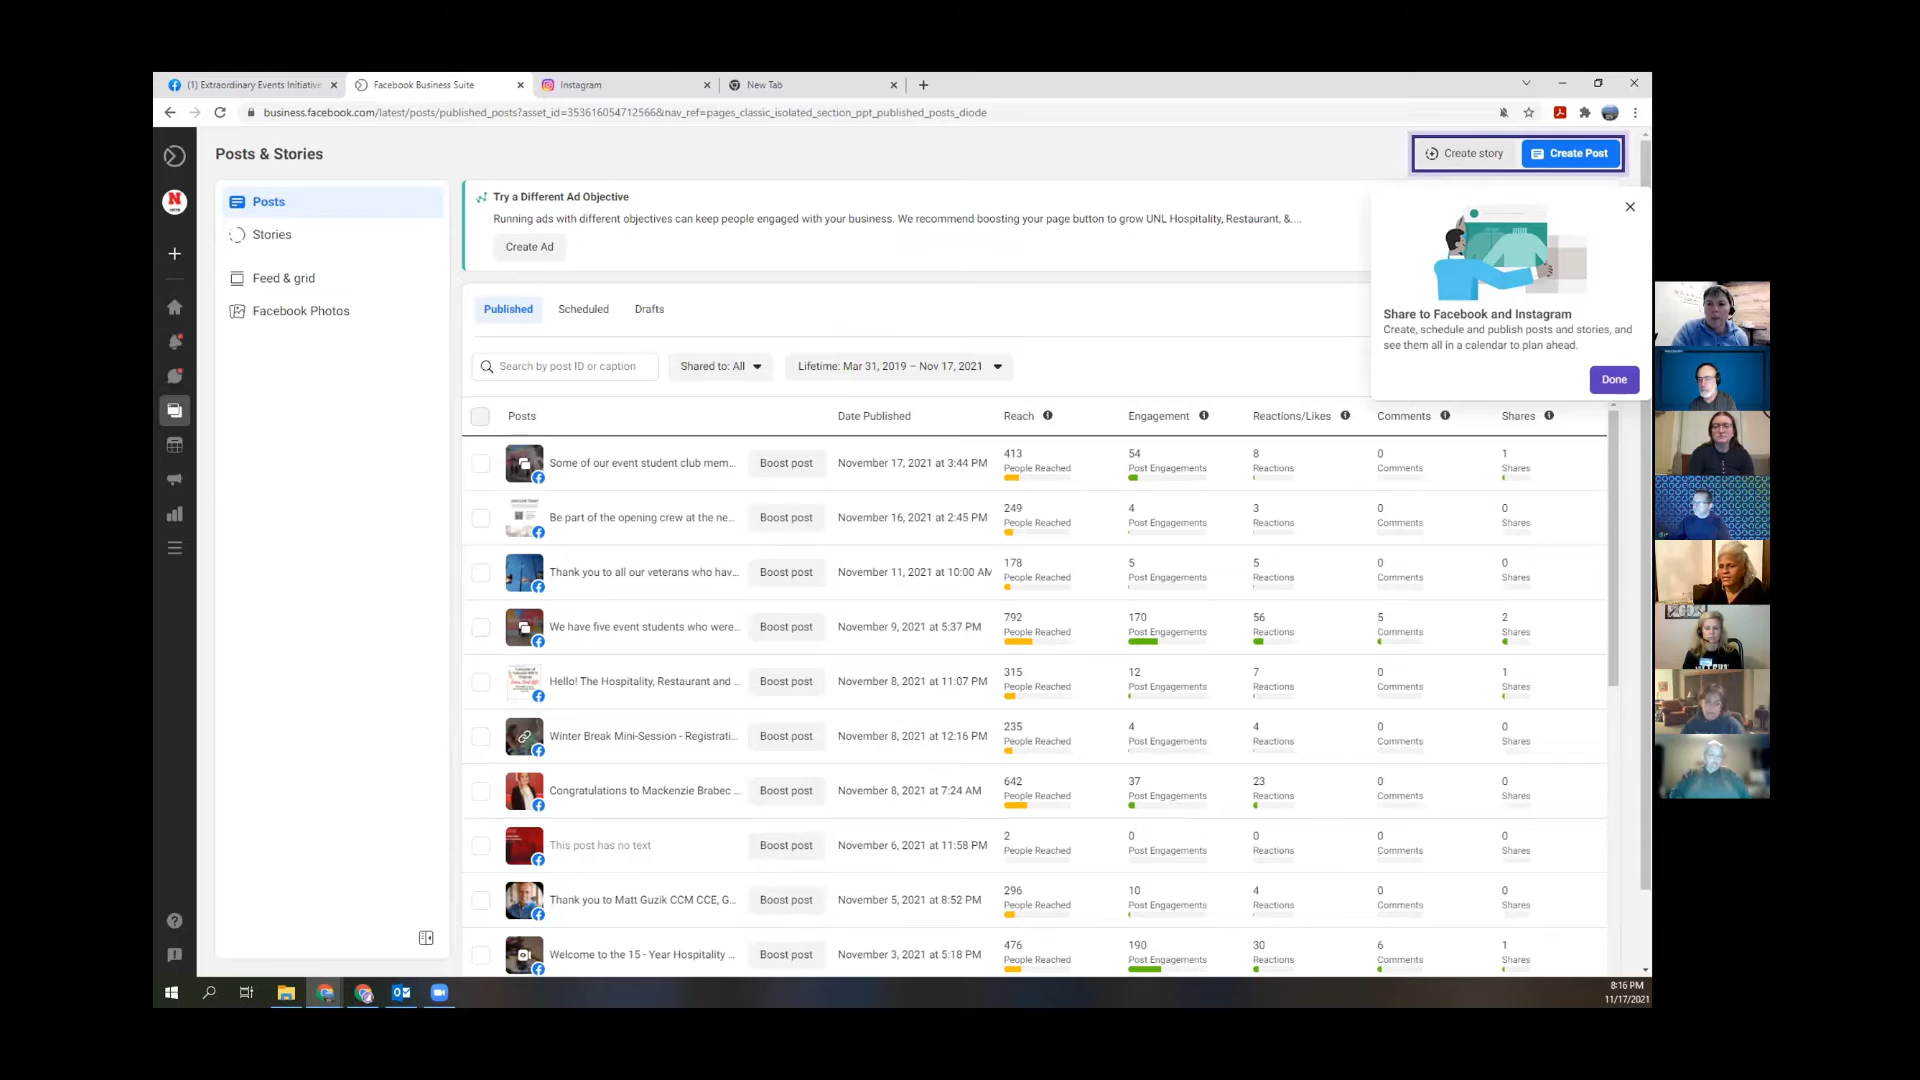 (1) Extraordinary Events Initiative
Facebook Business Suite
Instagram
New Tab
business.facebook.com/latest/posts/published_posts?asset_id=353616054712566&nav_ref=pages_classic_isolated_section_ppt_published_posts_diode
Posts & Stories
Create story
Create Post
Posts
Stories
Feed & grid
Facebook Photos
Try a Different Ad Objective
Running ads with different objectives can keep people engaged with your business. We recommend boosting your page button to grow UNL Hospitality, Restaurant, &....
Create Ad
Share to Facebook and Instagram
Create, schedule and publish posts and stories, and
see them all in a calendar to plan ahead.
Done
Published Scheduled Drafts
Search by post ID or caption
Shared to: All
Lifetime: Mar 31, 2019 – Nov 17, 2021
Posts Date Published Reach Engagement Reactions/Likes Comments Shares
Some of our event student club mem... Boost post November 17, 2021 at 3:44 PM
413 54 8 0 1
People Reached Post Engagements Reactions Comments Shares
Be part of the opening crew at the ne... Boost post November 16, 2021 at 2:45 PM
249 4 3 0 0
People Reached Post Engagements Reactions Comments Shares
Thank you to all our veterans who hav... Boost post November 11, 2021 at 10:00 AM
178 5 5 0 0
People Reached Post Engagements Reactions Comments Shares
We have five event students who were... Boost post November 9, 2021 at 5:37 PM
792 170 56 5 2
People Reached Post Engagements Reactions Comments Shares
Hello! The Hospitality, Restaurant and ... Boost post November 8, 2021 at 11:07 PM
315 12 7 0 1
People Reached Post Engagements Reactions Comments Shares
Winter Break Mini-Session - Registrati... Boost post November 8, 2021 at 12:16 PM
235 4 4 0 0
People Reached Post Engagements Reactions Comments Shares
Congratulations to Mackenzie Brabec ... Boost post November 8, 2021 at 7:24 AM
642 37 23 0 0
People Reached Post Engagements Reactions Comments Shares
This post has no text Boost post November 6, 2021 at 11:58 PM
2 0 0 0 0
People Reached Post Engagements Reactions Comments Shares
Thank you to Matt Guzik CCM CCE, G... Boost post November 5, 2021 at 8:52 PM
296 10 4 0 0
People Reached Post Engagements Reactions Comments Shares
Welcome to the 15 - Year Hospitality ... Boost post November 3, 2021 at 5:18 PM
476 190 30 6 1
People Reached Post Engagements Reactions Comments Shares
8:16 PM
11/17/2021